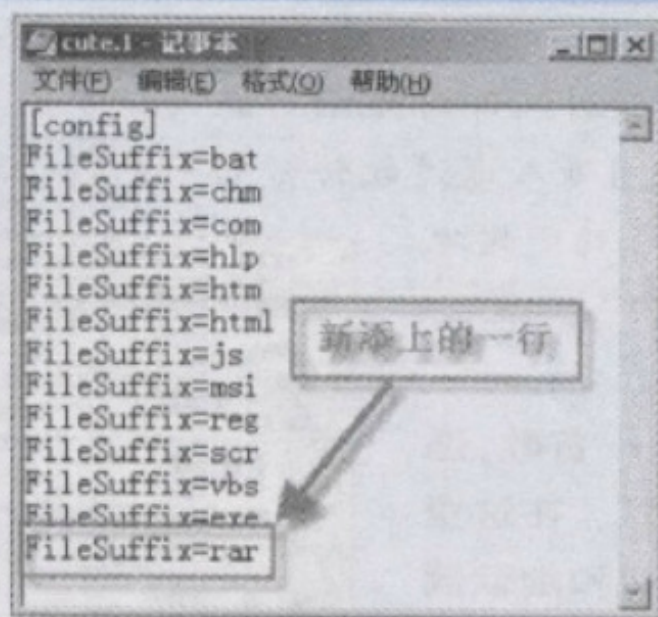 cute.1 - 记事本
文件(F) 编辑(E) 格式(O) 帮助(H)
[config]
FileSuffix=bat
FileSuffix=chm
FileSuffix=com
FileSuffix=hlp
FileSuffix=htm
FileSuffix=html
FileSuffix=js
FileSuffix=msi
FileSuffix=reg
FileSuffix=scr
FileSuffix=vbs
FileSuffix=exe
FileSuffix=rar
新添上的一行